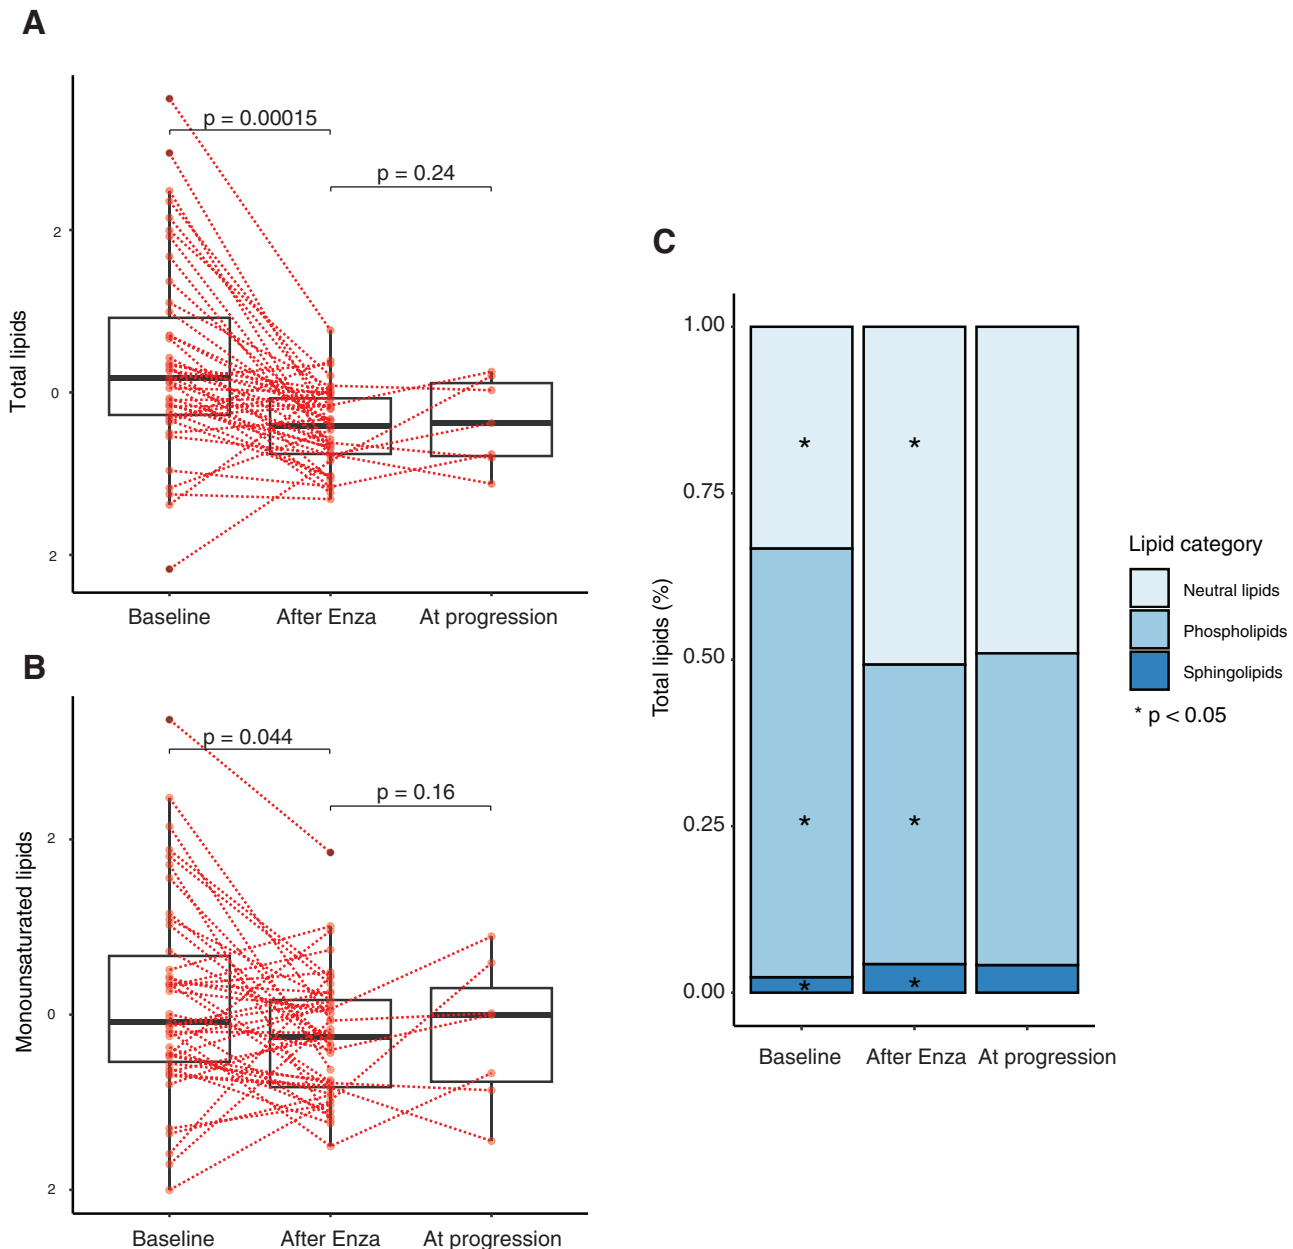 A
p = 0.00015
p = 0.24
2
0
2
Total lipids
Baseline
After Enza
At progression
B
p = 0.044
p = 0.16
2
0
2
Monounsaturated lipids
Baseline
After Enza
At progression
C
1.00
0.75
0.50
0.25
0.00
Total lipids (%)
* *
* *
* *
Baseline
After Enza
At progression
Lipid category
Neutral lipids
Phospholipids
Sphingolipids
* p < 0.05